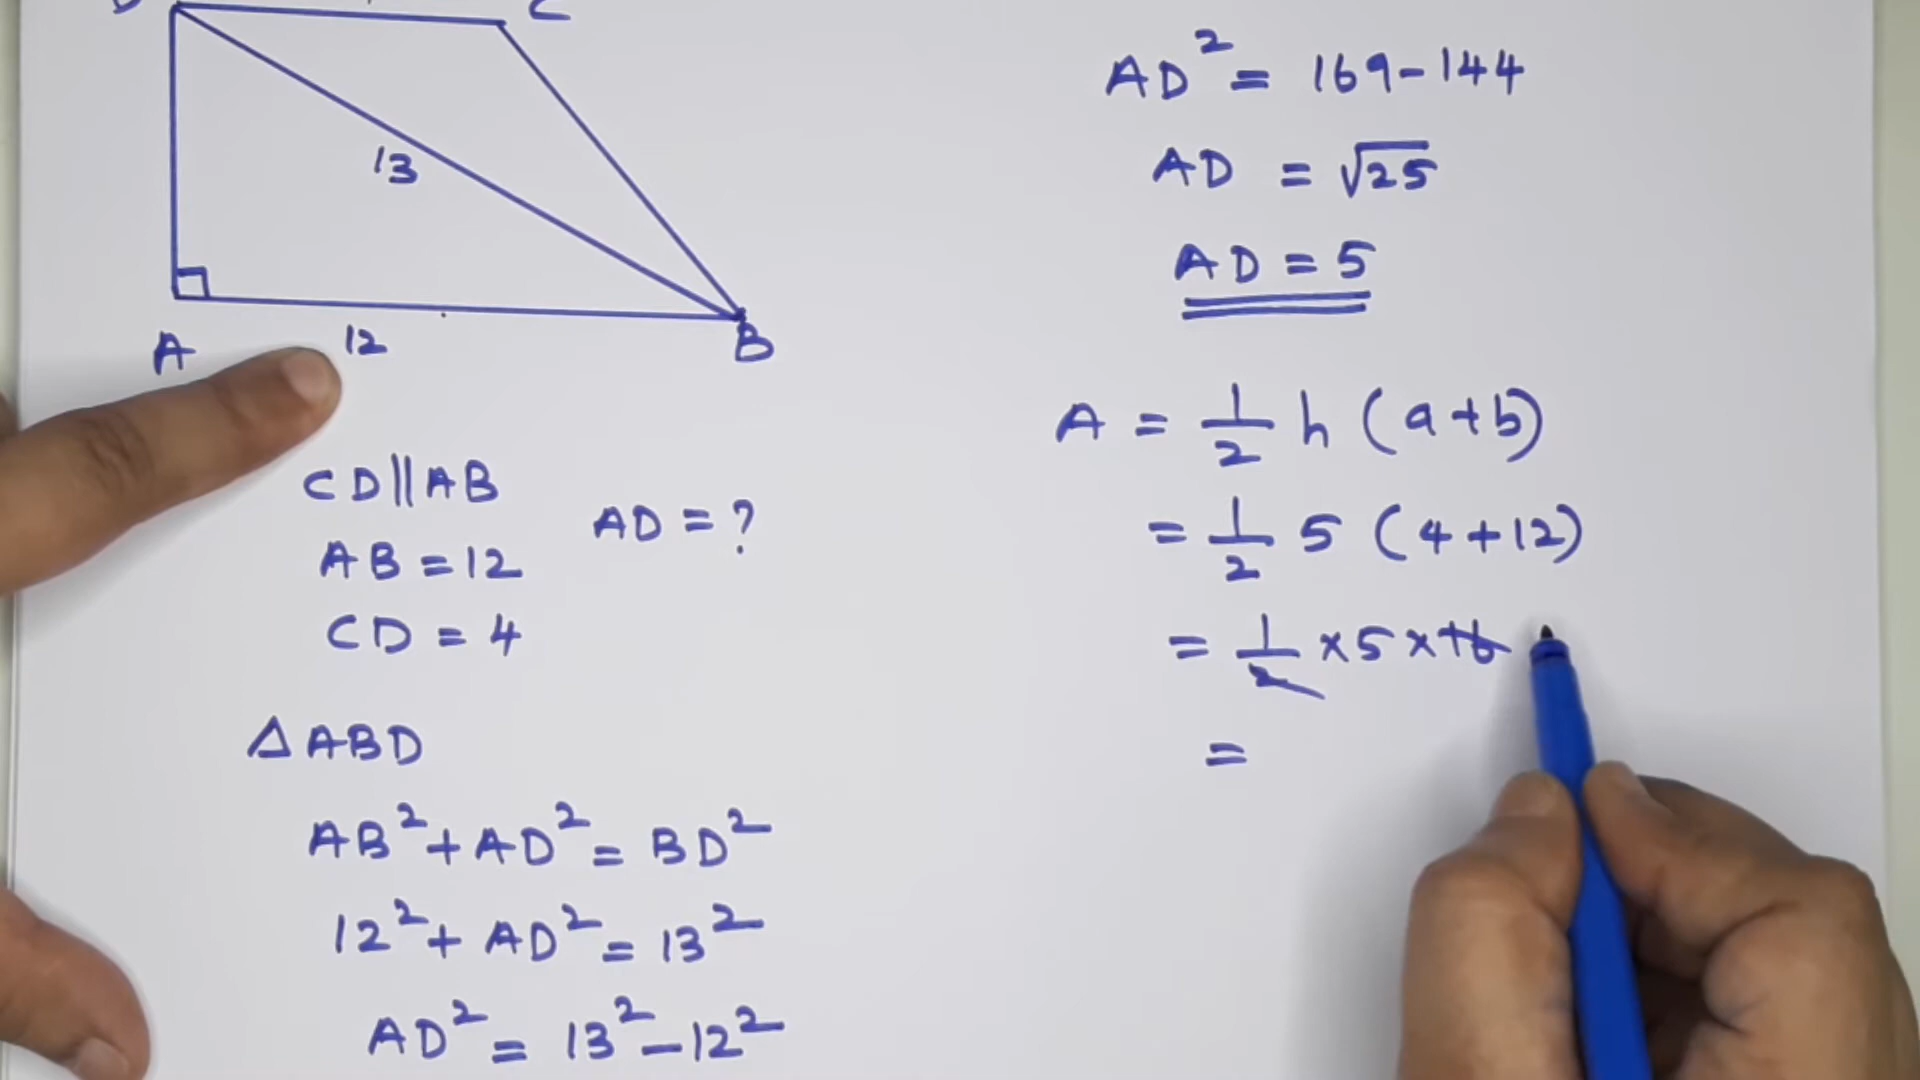 D C
13
A 12 B
CD||AB
AB = 12
AD = ?
CD = 4
△ABD
AB² + AD² = BD²
12² + AD² = 13²
AD² = 13² - 12²
AD² = 169 - 144
AD = √25
AD = 5
A = 1/2 h (a+b)
= 1/2 5 (4+12)
= 1/2 × 5 × 16
=